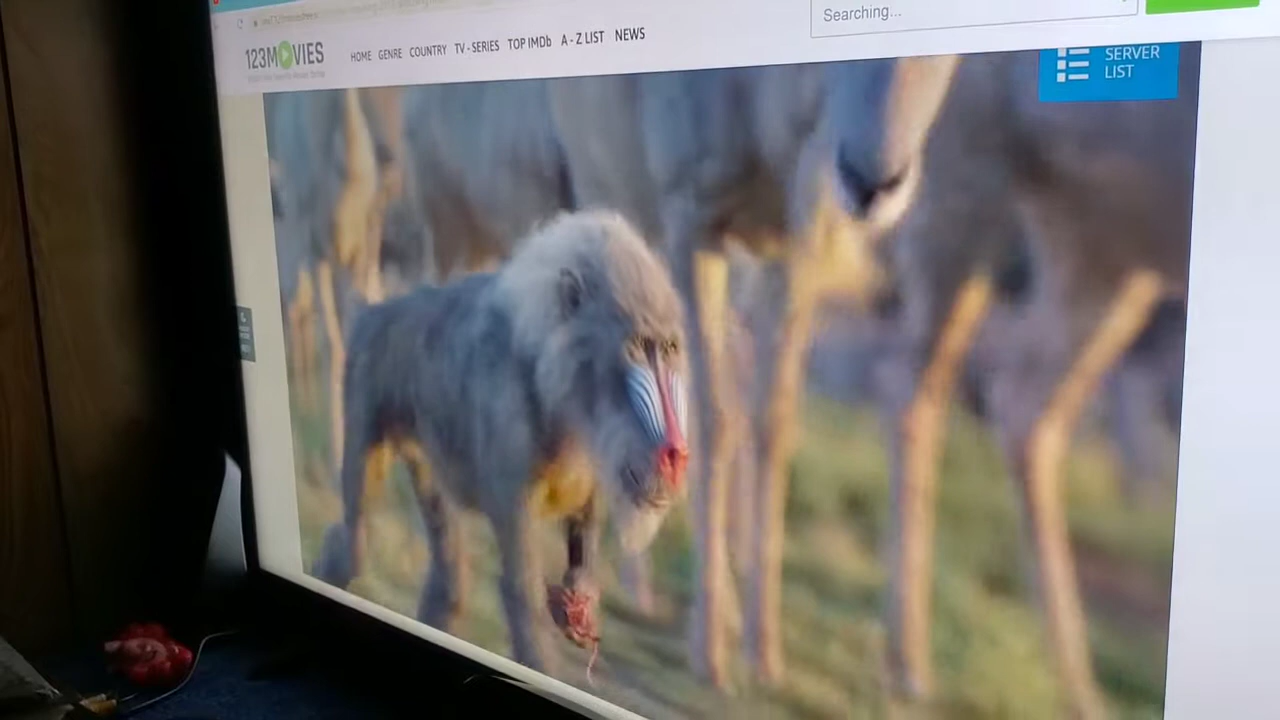 Searching...
123MOVIES
HOME GENRE COUNTRY TV - SERIES TOP IMDb A - Z LIST NEWS
SERVER
LIST